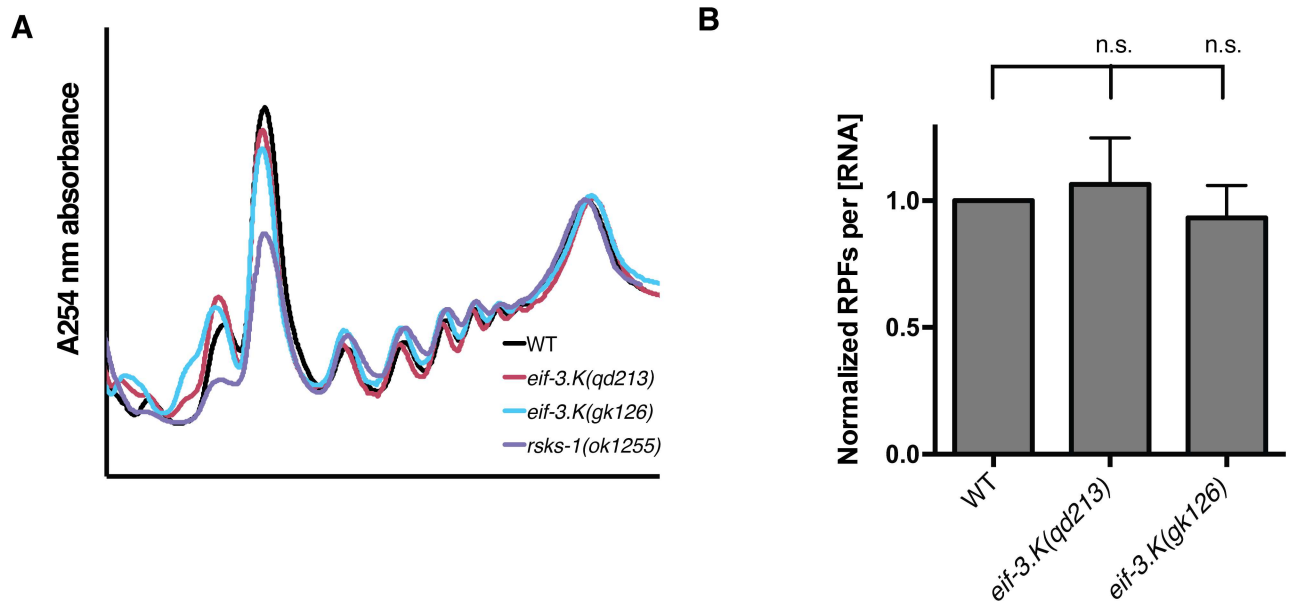 A
A254 nm absorbance
WT
eif-3.K(qd213)
eif-3.K(gk126)
rsks-1(ok1255)
B
n.s. n.s.
Normalized RPFs per [RNA]
1.0
0.5
0.0
WT
eif-3.K(qd213)
eif-3.K(gk126)